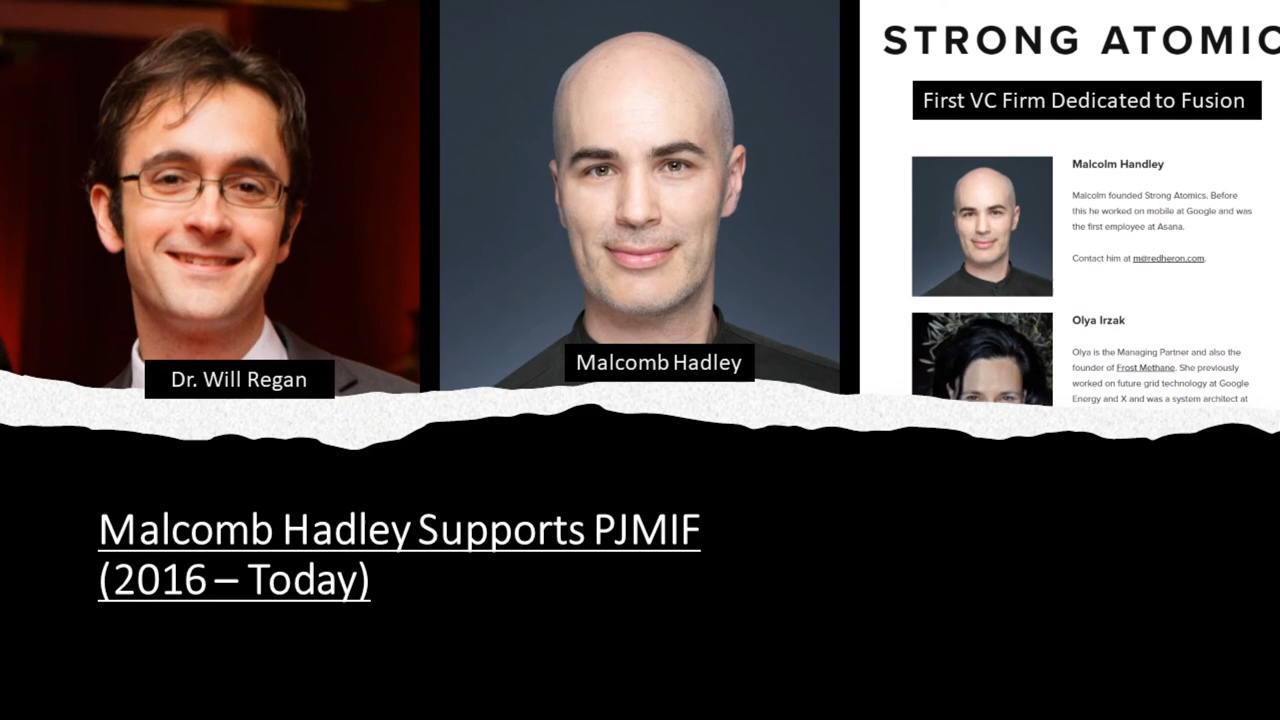 STRONG ATOMIC
First VC Firm Dedicated to Fusion
Malcolm Handley
Malcolm founded Strong Atomics. Before
this he worked on mobile at Google and was
the first employee at Asana.
Contact him at m@redheron.com.
Olya Irzak
Olya is the Managing Partner and also the
founder of Frost Methane. She previously
worked on future grid technology at Google
Energy and X and was a system architect at
Dr. Will Regan
Malcomb Hadley
Malcomb Hadley Supports PJMIF
(2016 – Today)